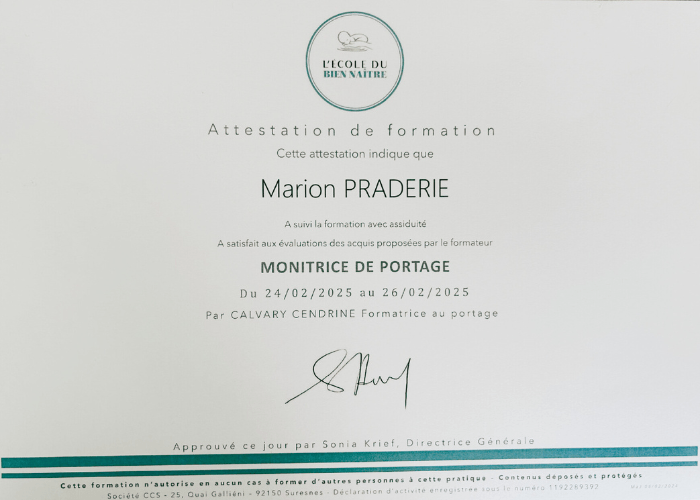 L'ÉCOLE DU
BIEN NAÎTRE
Attestation de formation
Cette attestation indique que
Marion PRADERIE
A suivi la formation avec assiduité
A satisfait aux évaluations des acquis proposées par le formateur
MONITRICE DE PORTAGE
Du 24/02/2025 au 26/02/2025
Par CALVARY CENDRINE Formatrice au portage
Approuvé ce jour par Sonia Krief, Directrice Générale
Cette formation n'autorise en aucun cas à former d'autres personnes à cette pratique - Contenus déposés et protégés
Société CCS - 25, Quai Galliéni - 92150 Suresnes - Déclaration d'activité enregistrée sous le numéro 11922289392